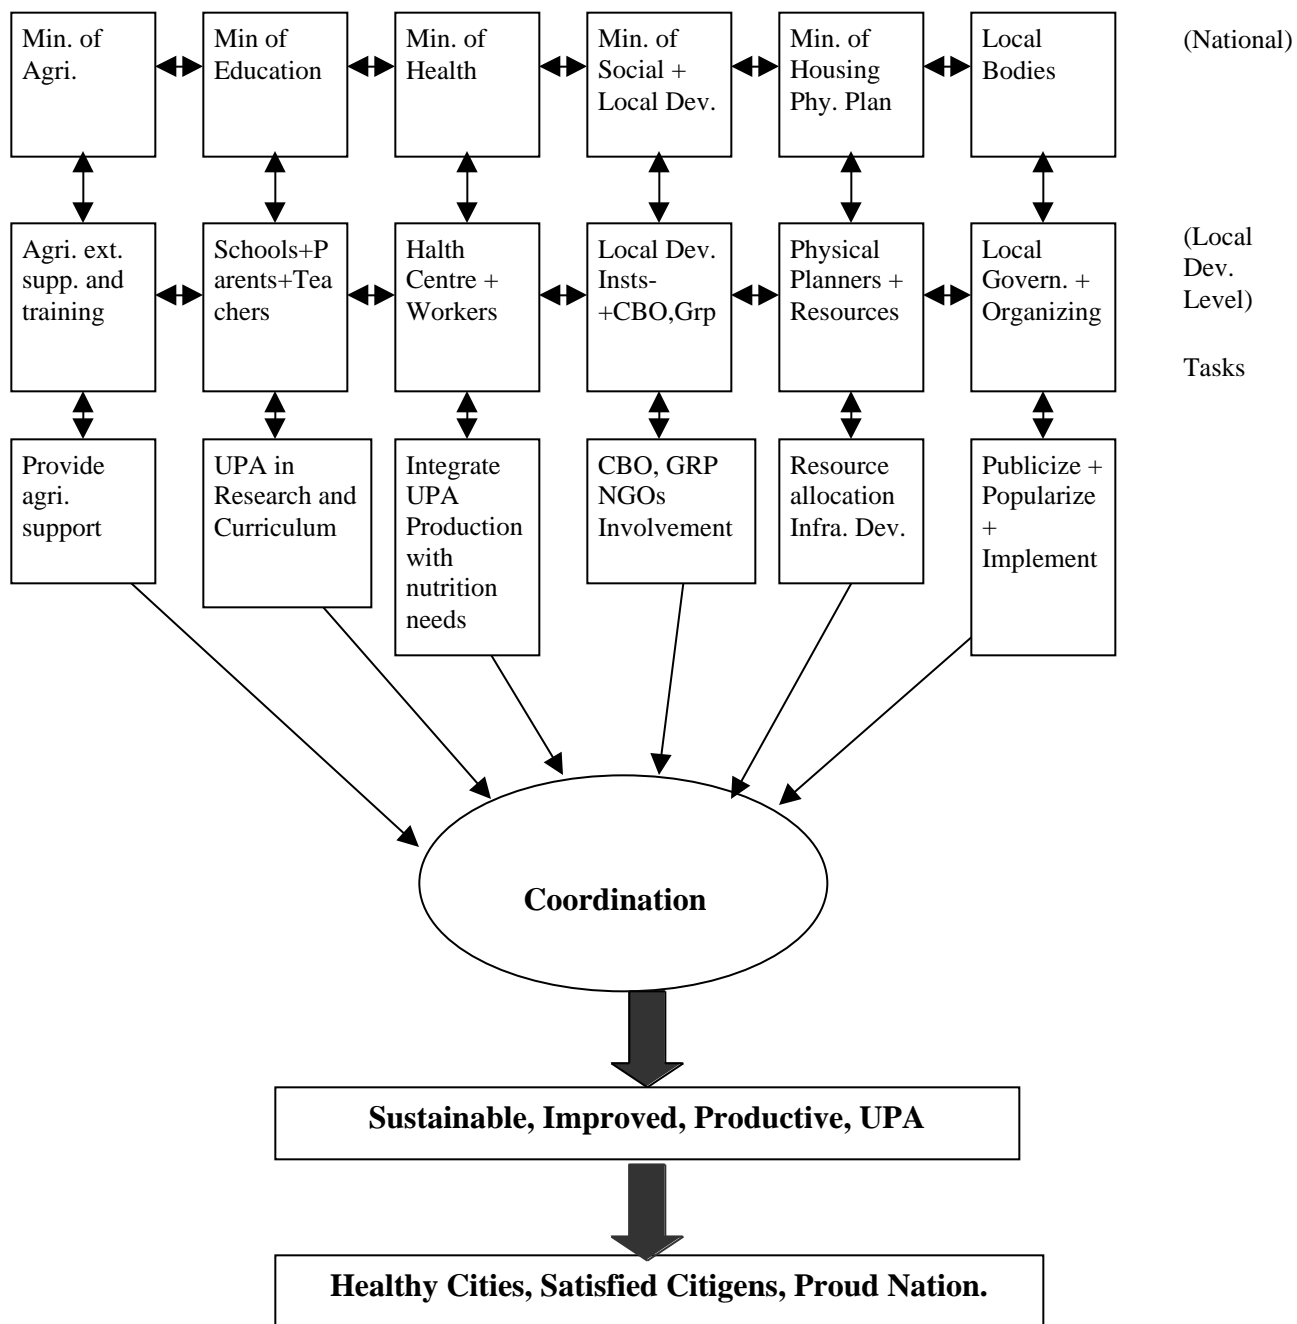 Min. of
Agri.
Min of
Education
Min. of
Health
Min. of
Social +
Local Dev.
Min. of
Housing
Phy. Plan
Local
Bodies
(National)
Agri. ext.
supp. and
training
Schools+P
arents+Tea
chers
Halth
Centre +
Workers
Local Dev.
Insts-
+CBO,Grp
Physical
Planners +
Resources
Local
Govern. +
Organizing
(Local
Dev.
Level)
Tasks
Provide
agri.
support
UPA in
Research and
Curriculum
Integrate
UPA
Production
with
nutrition
needs
CBO, GRP
NGOs
Involvement
Resource
allocation
Infra. Dev.
Publicize +
Popularize
+
Implement
Coordination
Sustainable, Improved, Productive, UPA
Healthy Cities, Satisfied Citigens, Proud Nation.